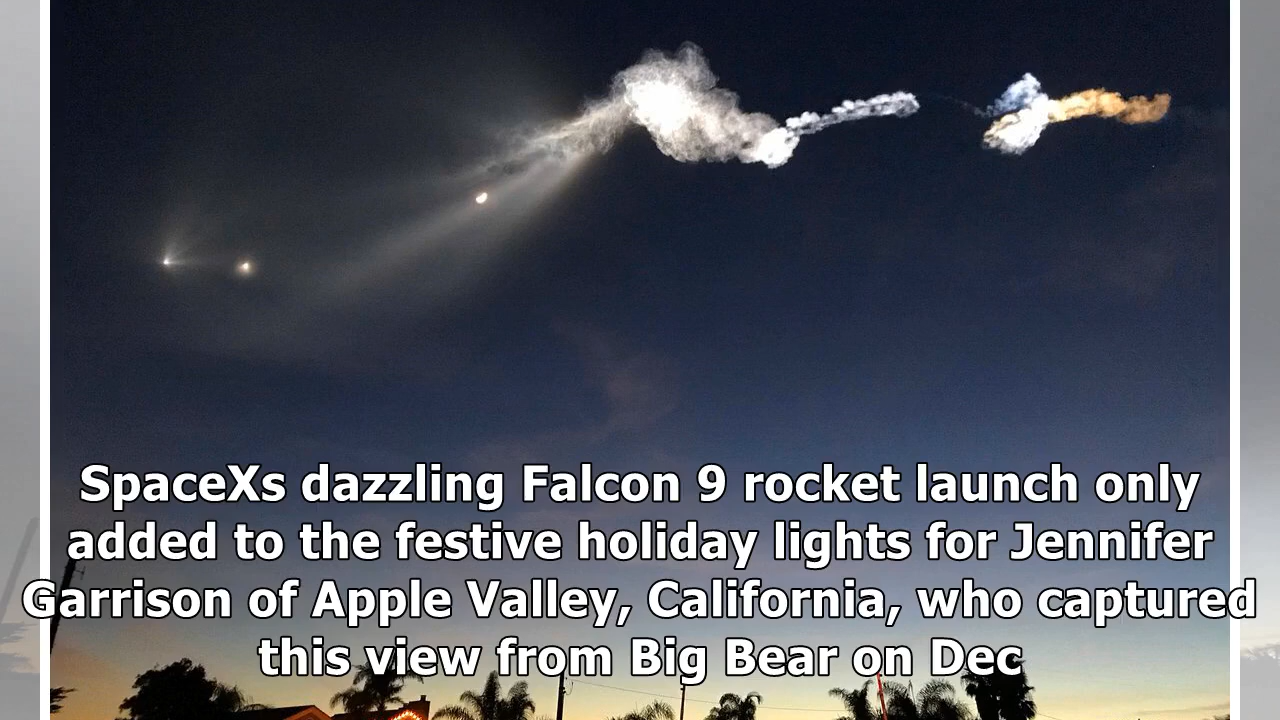 SpaceXs dazzling Falcon 9 rocket launch only
added to the festive holiday lights for Jennifer
Garrison of Apple Valley, California, who captured
this view from Big Bear on Dec